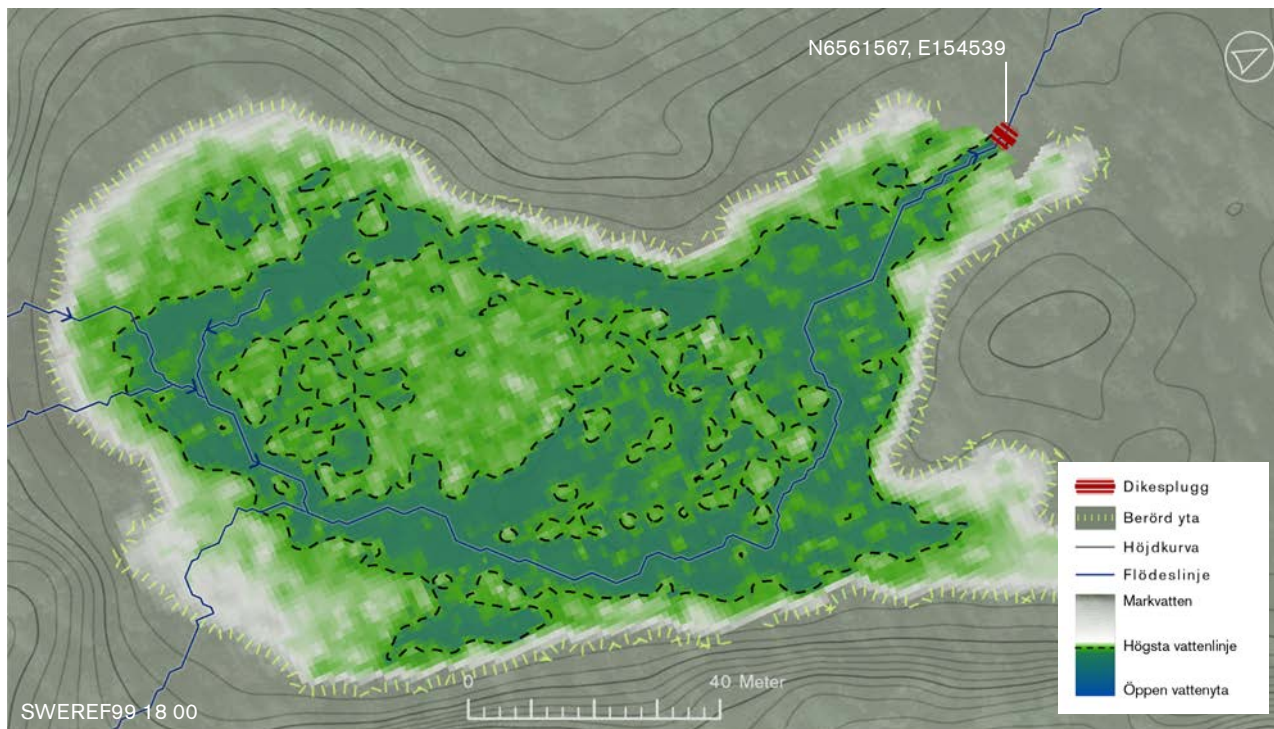 N6561567, E154539
Dikesplugg
Berörd yta
Höjdkurva
Flödeslinje
Markvatten
Högsta vattenlinje
Öppen vattenyta
0 40 Meter
SWEREF99 18 00